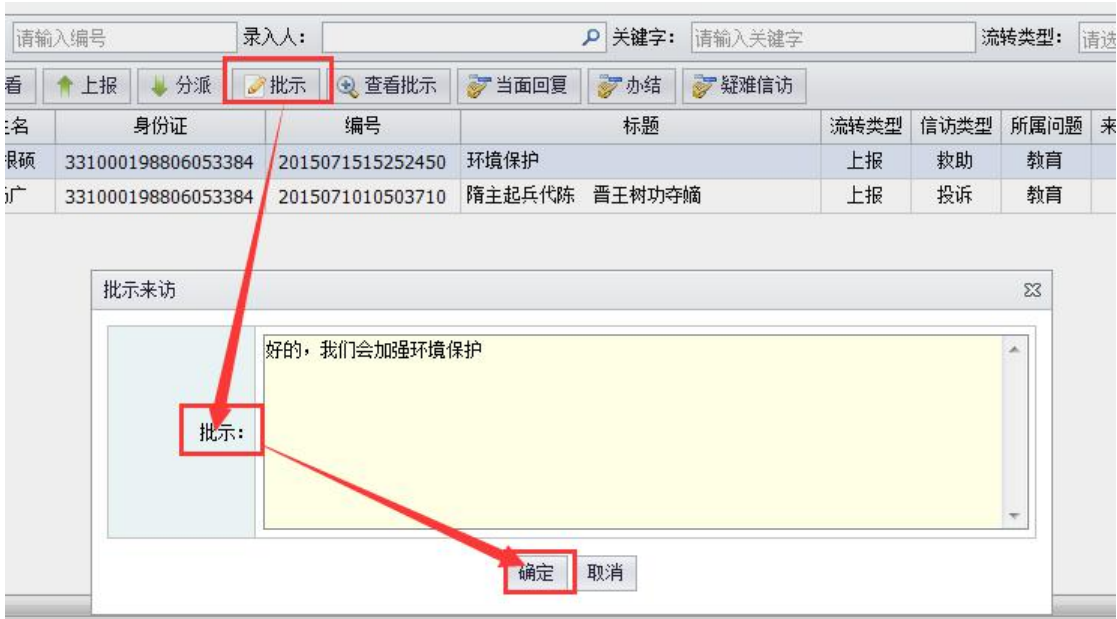 请输入编号 录入人： 关键字： 请输入关键字 流转类型： 请选
看 上报 分派 批示 查看批示 当面回复 办结 疑难信访
名 身份证 编号 标题 流转类型 信访类型 所属问题 来
根硕 331000198806053384 2015071515252450 环境保护 上报 救助 教育
广 331000198806053384 2015071010503710 隋主起兵代陈 晋王树功夺嫡 上报 投诉 教育
批示来访
好的，我们会加强环境保护
批示：
确定 取消